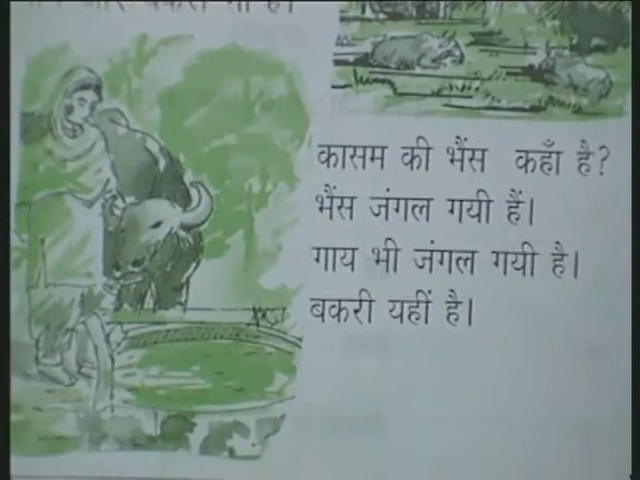 कासम की भैंस कहाँ है?
भैंस जंगल गयी हैं।
गाय भी जंगल गयी है।
बकरी यहीं है।